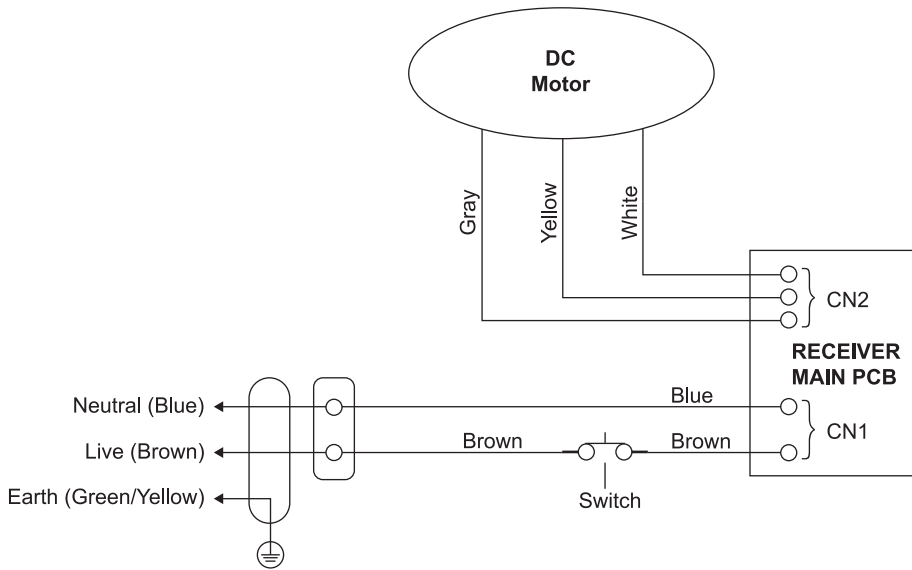 DC
Motor
Gray
Yellow
White
CN2
RECEIVER
MAIN PCB
Neutral (Blue)
Blue
CN1
Live (Brown)
Brown
Brown
Earth (Green/Yellow)
Switch